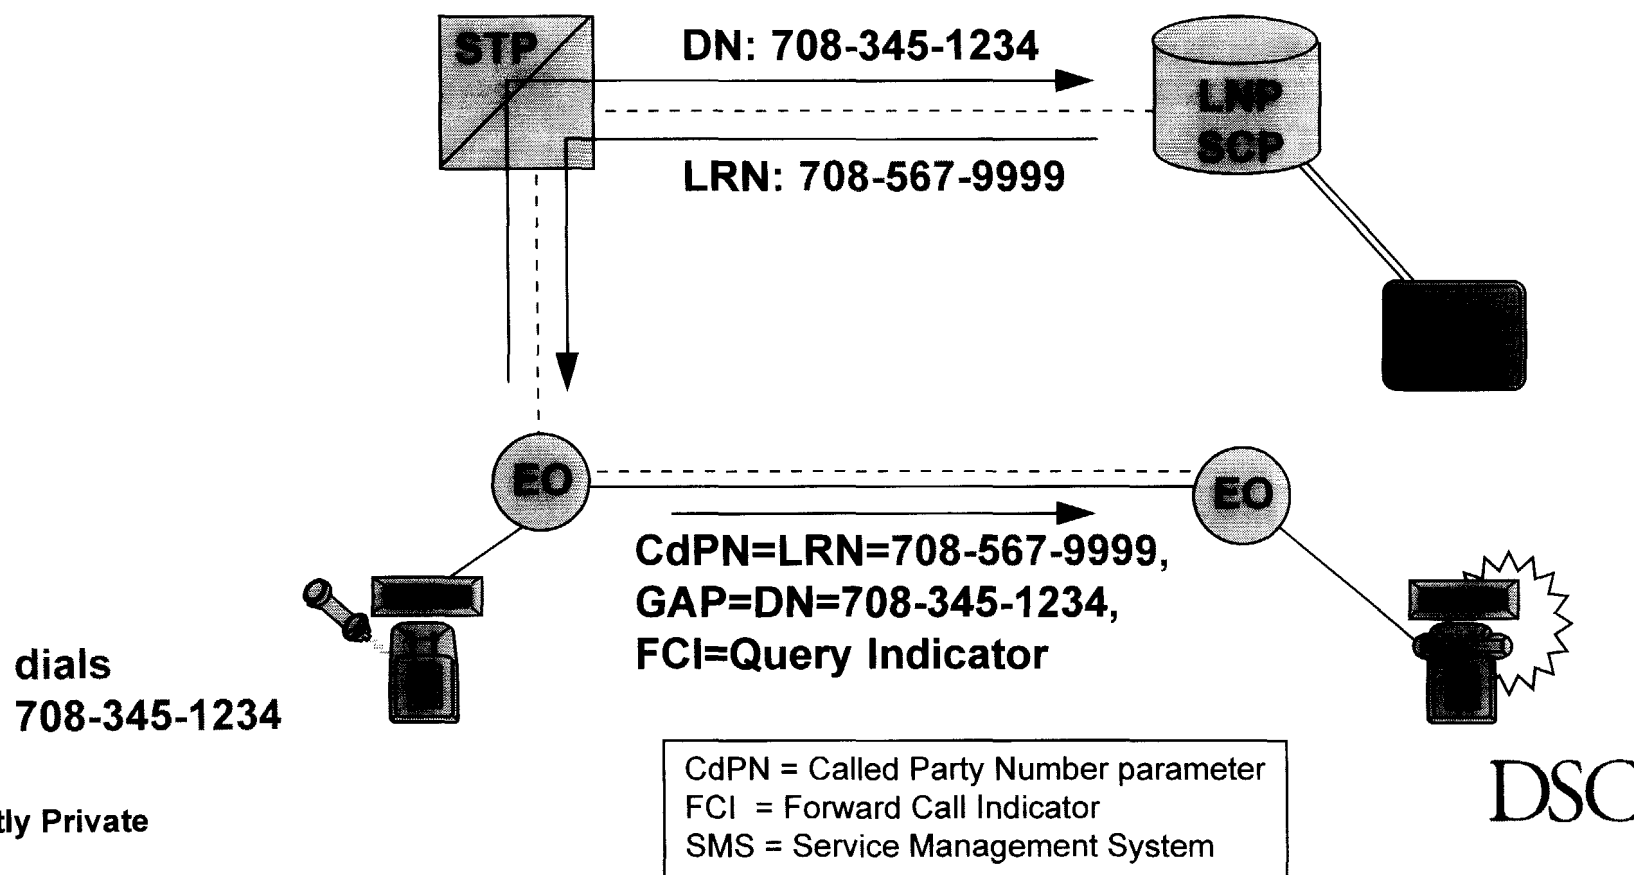 STP
DN: 708-345-1234
LNP
SCP
LRN: 708-567-9999
EO
EO
CdPN=LRN=708-567-9999,
GAP=DN=708-345-1234,
FCI=Query Indicator
dials
708-345-1234
CdPN = Called Party Number parameter
FCI = Forward Call Indicator
SMS = Service Management System
tly Private
DSC